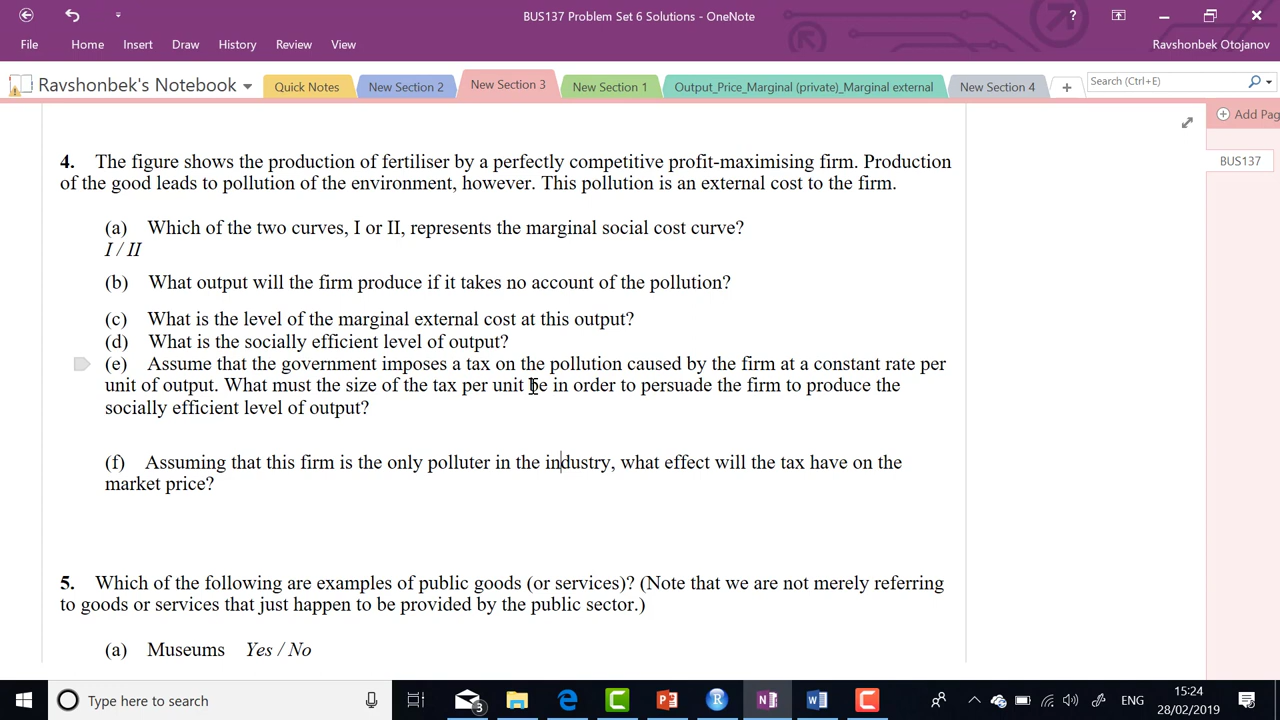 BUS137 Problem Set 6 Solutions - OneNote
?
File Home Insert Draw History Review View Ravshonbek Otojanov
Ravshonbek's Notebook Quick Notes New Section 2 New Section 3 New Section 1 Output_Price_Marginal (private)_Marginal external New Section 4 + Search (Ctrl+E)
Add Pag
BUS137
4. The figure shows the production of fertiliser by a perfectly competitive profit-maximising firm. Production
of the good leads to pollution of the environment, however. This pollution is an external cost to the firm.
(a) Which of the two curves, I or II, represents the marginal social cost curve?
I / II
(b) What output will the firm produce if it takes no account of the pollution?
(c) What is the level of the marginal external cost at this output?
(d) What is the socially efficient level of output?
(e) Assume that the government imposes a tax on the pollution caused by the firm at a constant rate per
unit of output. What must the size of the tax per unit be in order to persuade the firm to produce the
socially efficient level of output?
(f) Assuming that this firm is the only polluter in the industry, what effect will the tax have on the
market price?
5. Which of the following are examples of public goods (or services)? (Note that we are not merely referring
to goods or services that just happen to be provided by the public sector.)
(a) Museums Yes / No
Type here to search
3
ENG
15:24
28/02/2019